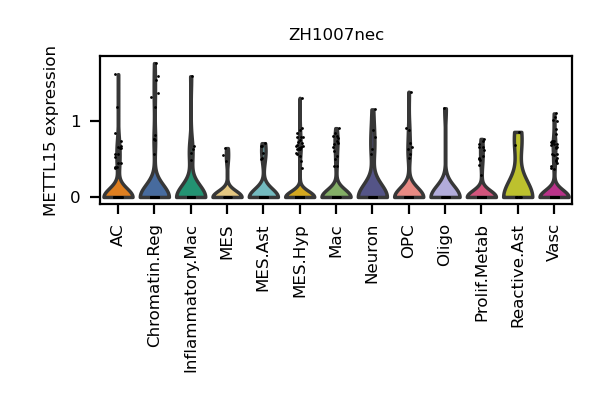 ZH1007nec
METTL15 expression
1
0
AC
Chromatin.Reg
Inflammatory.Mac
MES
MES.Ast
MES.Hyp
Mac
Neuron
OPC
Oligo
Prolif.Metab
Reactive.Ast
Vasc